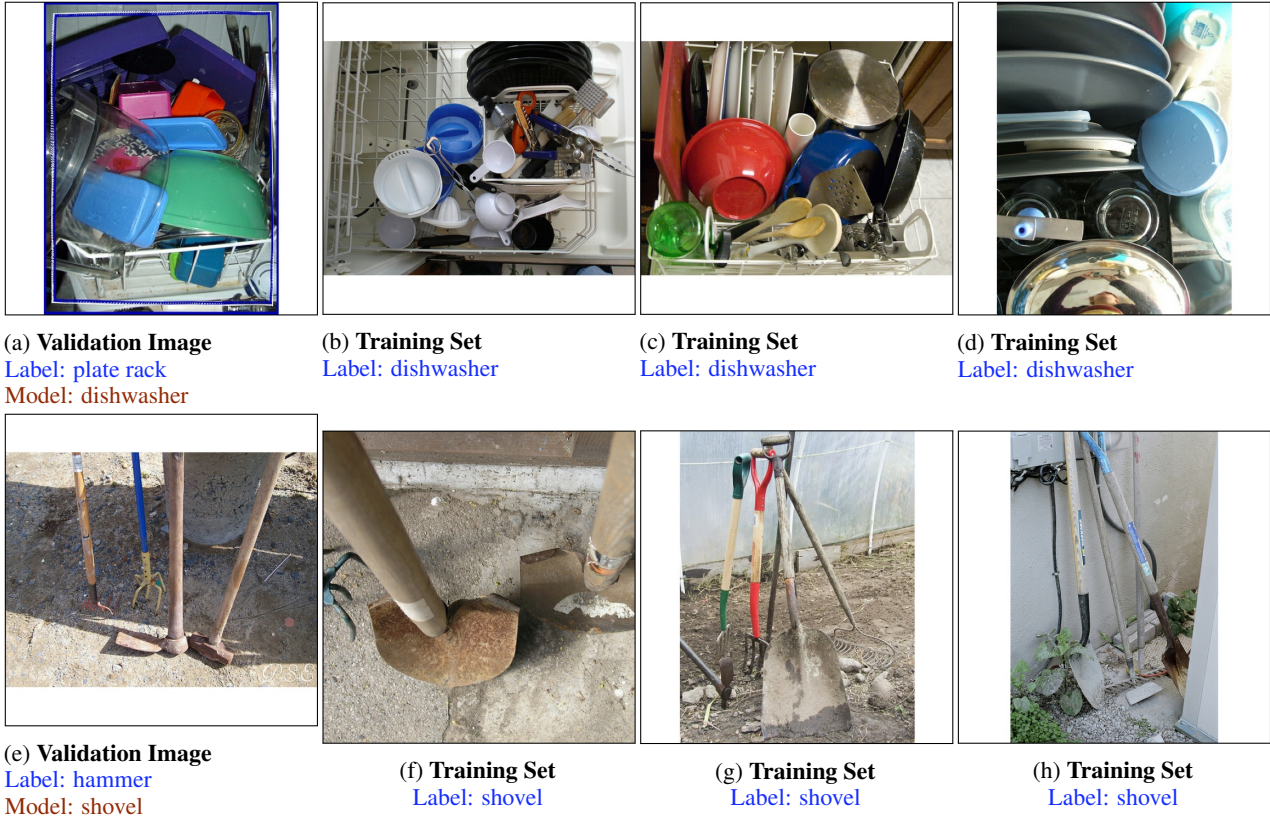 (a) Validation Image
Label: plate rack
Model: dishwasher
(b) Training Set
Label: dishwasher
(c) Training Set
Label: dishwasher
(d) Training Set
Label: dishwasher
(e) Validation Image
Label: hammer
Model: shovel
(f) Training Set
Label: shovel
(g) Training Set
Label: shovel
(h) Training Set
Label: shovel